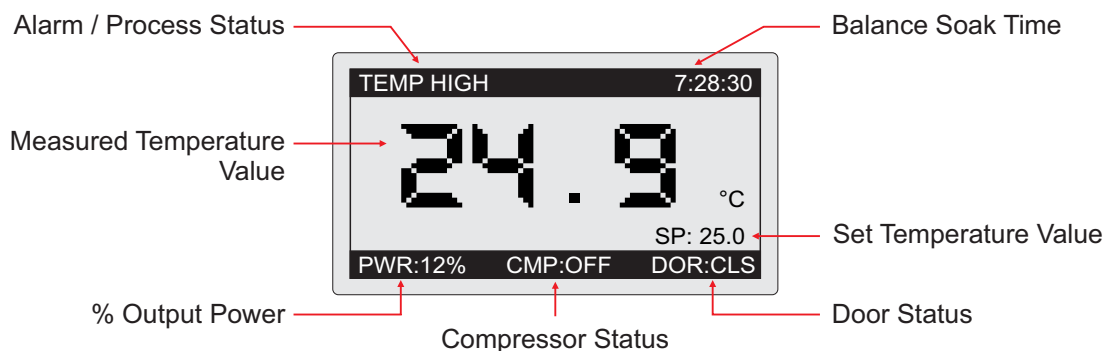 Alarm / Process Status
Balance Soak Time
TEMP HIGH 7:28:30
Measured Temperature
Value
24.9
°C
SP: 25.0
Set Temperature Value
PWR:12% CMP:OFF DOR:CLS
% Output Power
Door Status
Compressor Status